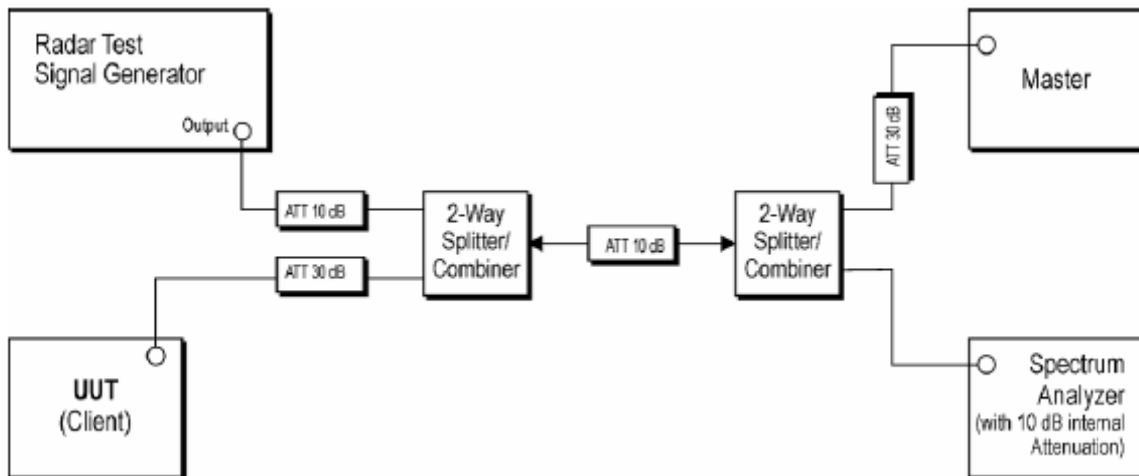 Radar Test
Signal Generator
Output
ATT 10 dB
ATT 30 dB
UUT
(Client)
2-Way
Splitter/
Combiner
ATT 10 dB
2-Way
Splitter/
Combiner
ATT 30 dB
Master
Spectrum
Analyzer
(with 10 dB internal
Attenuation)